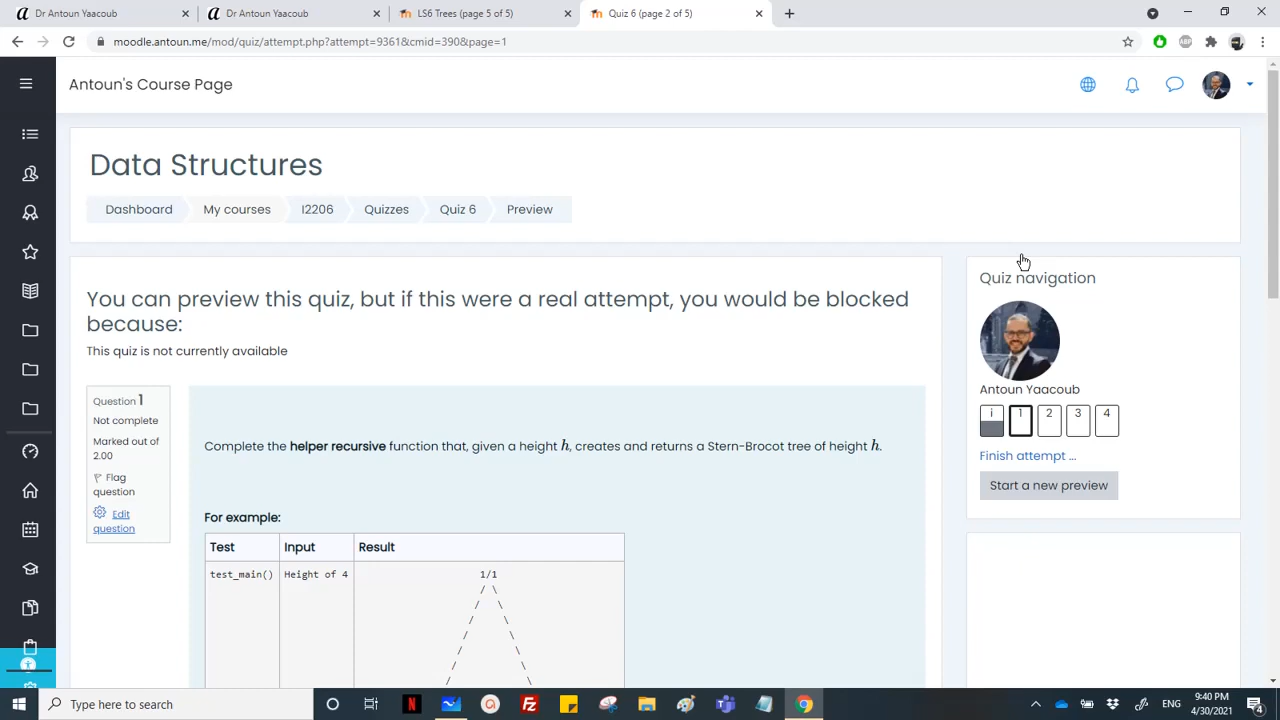 Dr Antoun Yaacoub
Dr Antoun Yaacoub
LS6 Trees (page 5 of 5)
Quiz 6 (page 2 of 5)
moodle.antoun.me/mod/quiz/attempt.php?attempt=9361&cmid=390&page=1
ABP
Antoun's Course Page
Data Structures
Dashboard
My courses
I2206
Quizzes
Quiz 6
Preview
You can preview this quiz, but if this were a real attempt, you would be blocked
because:
This quiz is not currently available
Question 1
Not complete
Marked out of
2.00
Flag
question
Edit
question
Complete the helper recursive function that, given a height h, creates and returns a Stern-Brocot tree of height h.
For example:
Test Input Result
test_main() Height of 4 1/1
Quiz navigation
Antoun Yaacoub
i 1 2 3 4
Finish attempt ...
Start a new preview
Type here to search
ENG
9:40 PM
4/30/2021
4